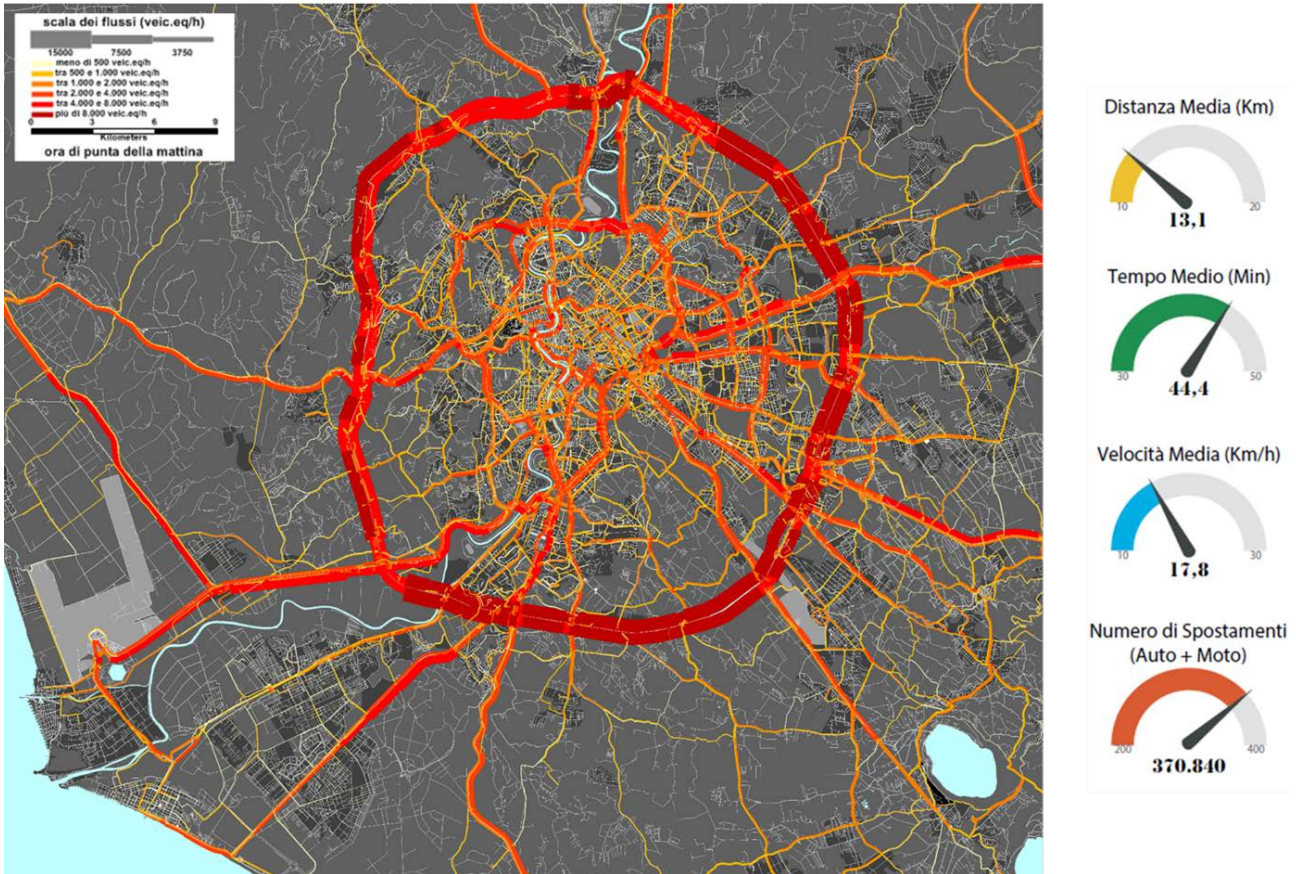 scala dei flussi (veic.eq/h)
15000 7500 3750
meno di 500 veic.eq/h
tra 500 e 1.000 veic.eq/h
tra 1.000 e 2.000 veic.eq/h
tra 2.000 e 4.000 veic.eq/h
tra 4.000 e 8.000 veic.eq/h
più di 8.000 veic.eq/h
0 3 6 9
Kilometers
ora di punta della mattina
Distanza Media (Km)
10 20
13,1
Tempo Medio (Min)
30 50
44,4
Velocità Media (Km/h)
10 30
17,8
Numero di Spostamenti
(Auto + Moto)
200 400
370.840